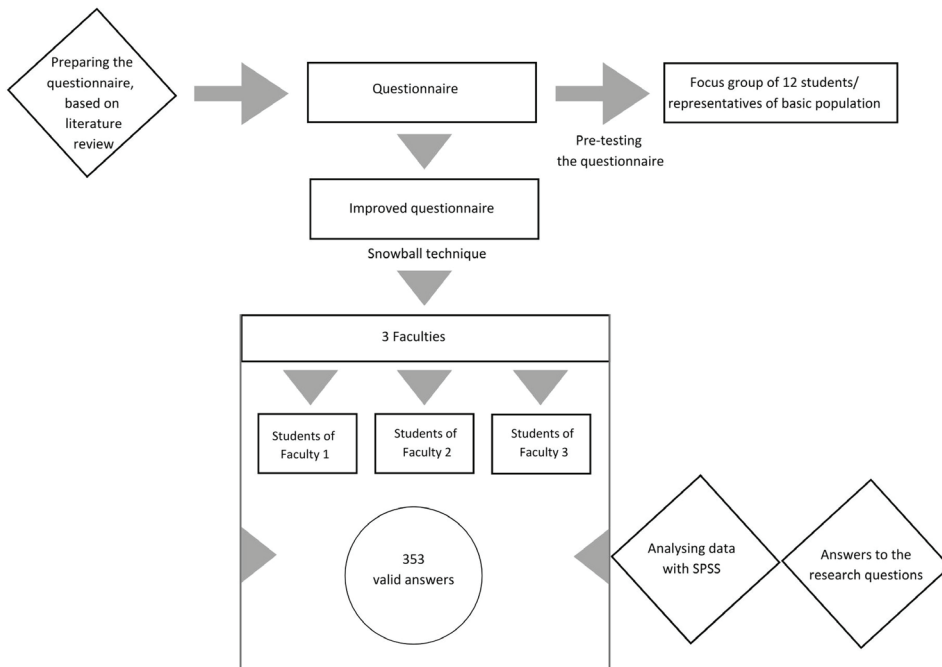 Preparing the
questionnaire,
based on
literature
review
Questionnaire
Focus group of 12 students/
representatives of basic population
Pre-testing
the questionnaire
Improved questionnaire
Snowball technique
3 Faculties
Students of
Faculty 1
Students of
Faculty 2
Students of
Faculty 3
353
valid answers
Analysing data
with SPSS
Answers to the
research questions